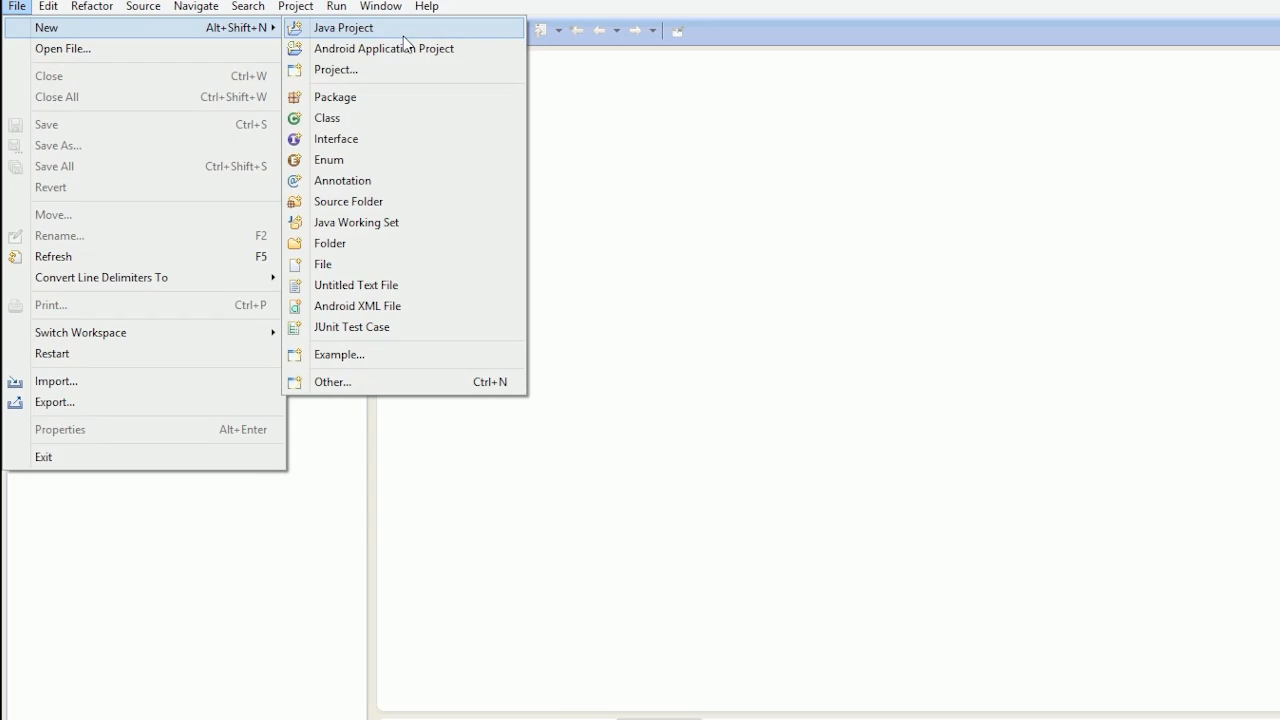 File Edit Refactor Source Navigate Search Project Run Window Help
New Alt+Shift+N
Open File...
Close Ctrl+W
Close All Ctrl+Shift+W
Save Ctrl+S
Save As...
Save All Ctrl+Shift+S
Revert
Move...
Rename... F2
Refresh F5
Convert Line Delimiters To
Print... Ctrl+P
Switch Workspace
Restart
Import...
Export...
Properties Alt+Enter
Exit
Java Project
Android Application Project
Project...
Package
Class
Interface
Enum
Annotation
Source Folder
Java Working Set
Folder
File
Untitled Text File
Android XML File
JUnit Test Case
Example...
Other... Ctrl+N